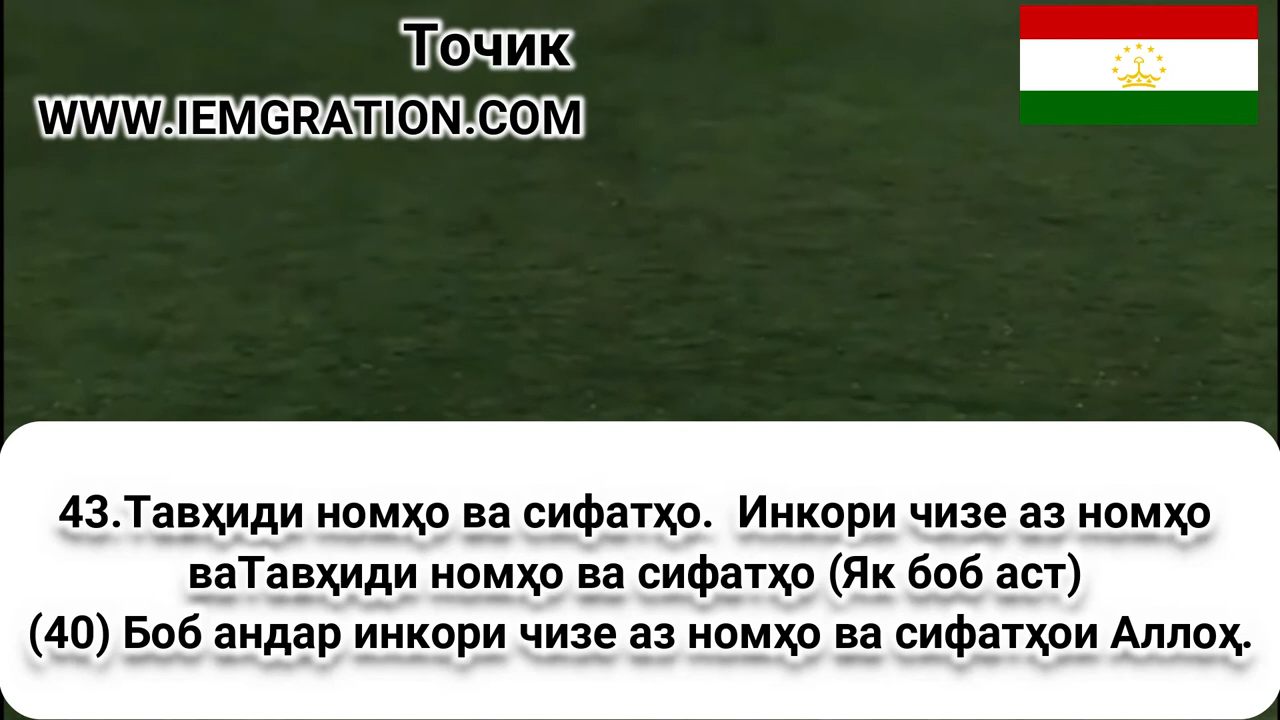 Точик
WWW.IEMGRATION.COM
43.Тавҳиди номҳо ва сифатҳо. Инкори чизе аз номҳо
ваТавҳиди номҳо ва сифатҳо (Як боб аст)
(40) Боб андар инкори чизе аз номҳо ва сифатҳои Аллоҳ.